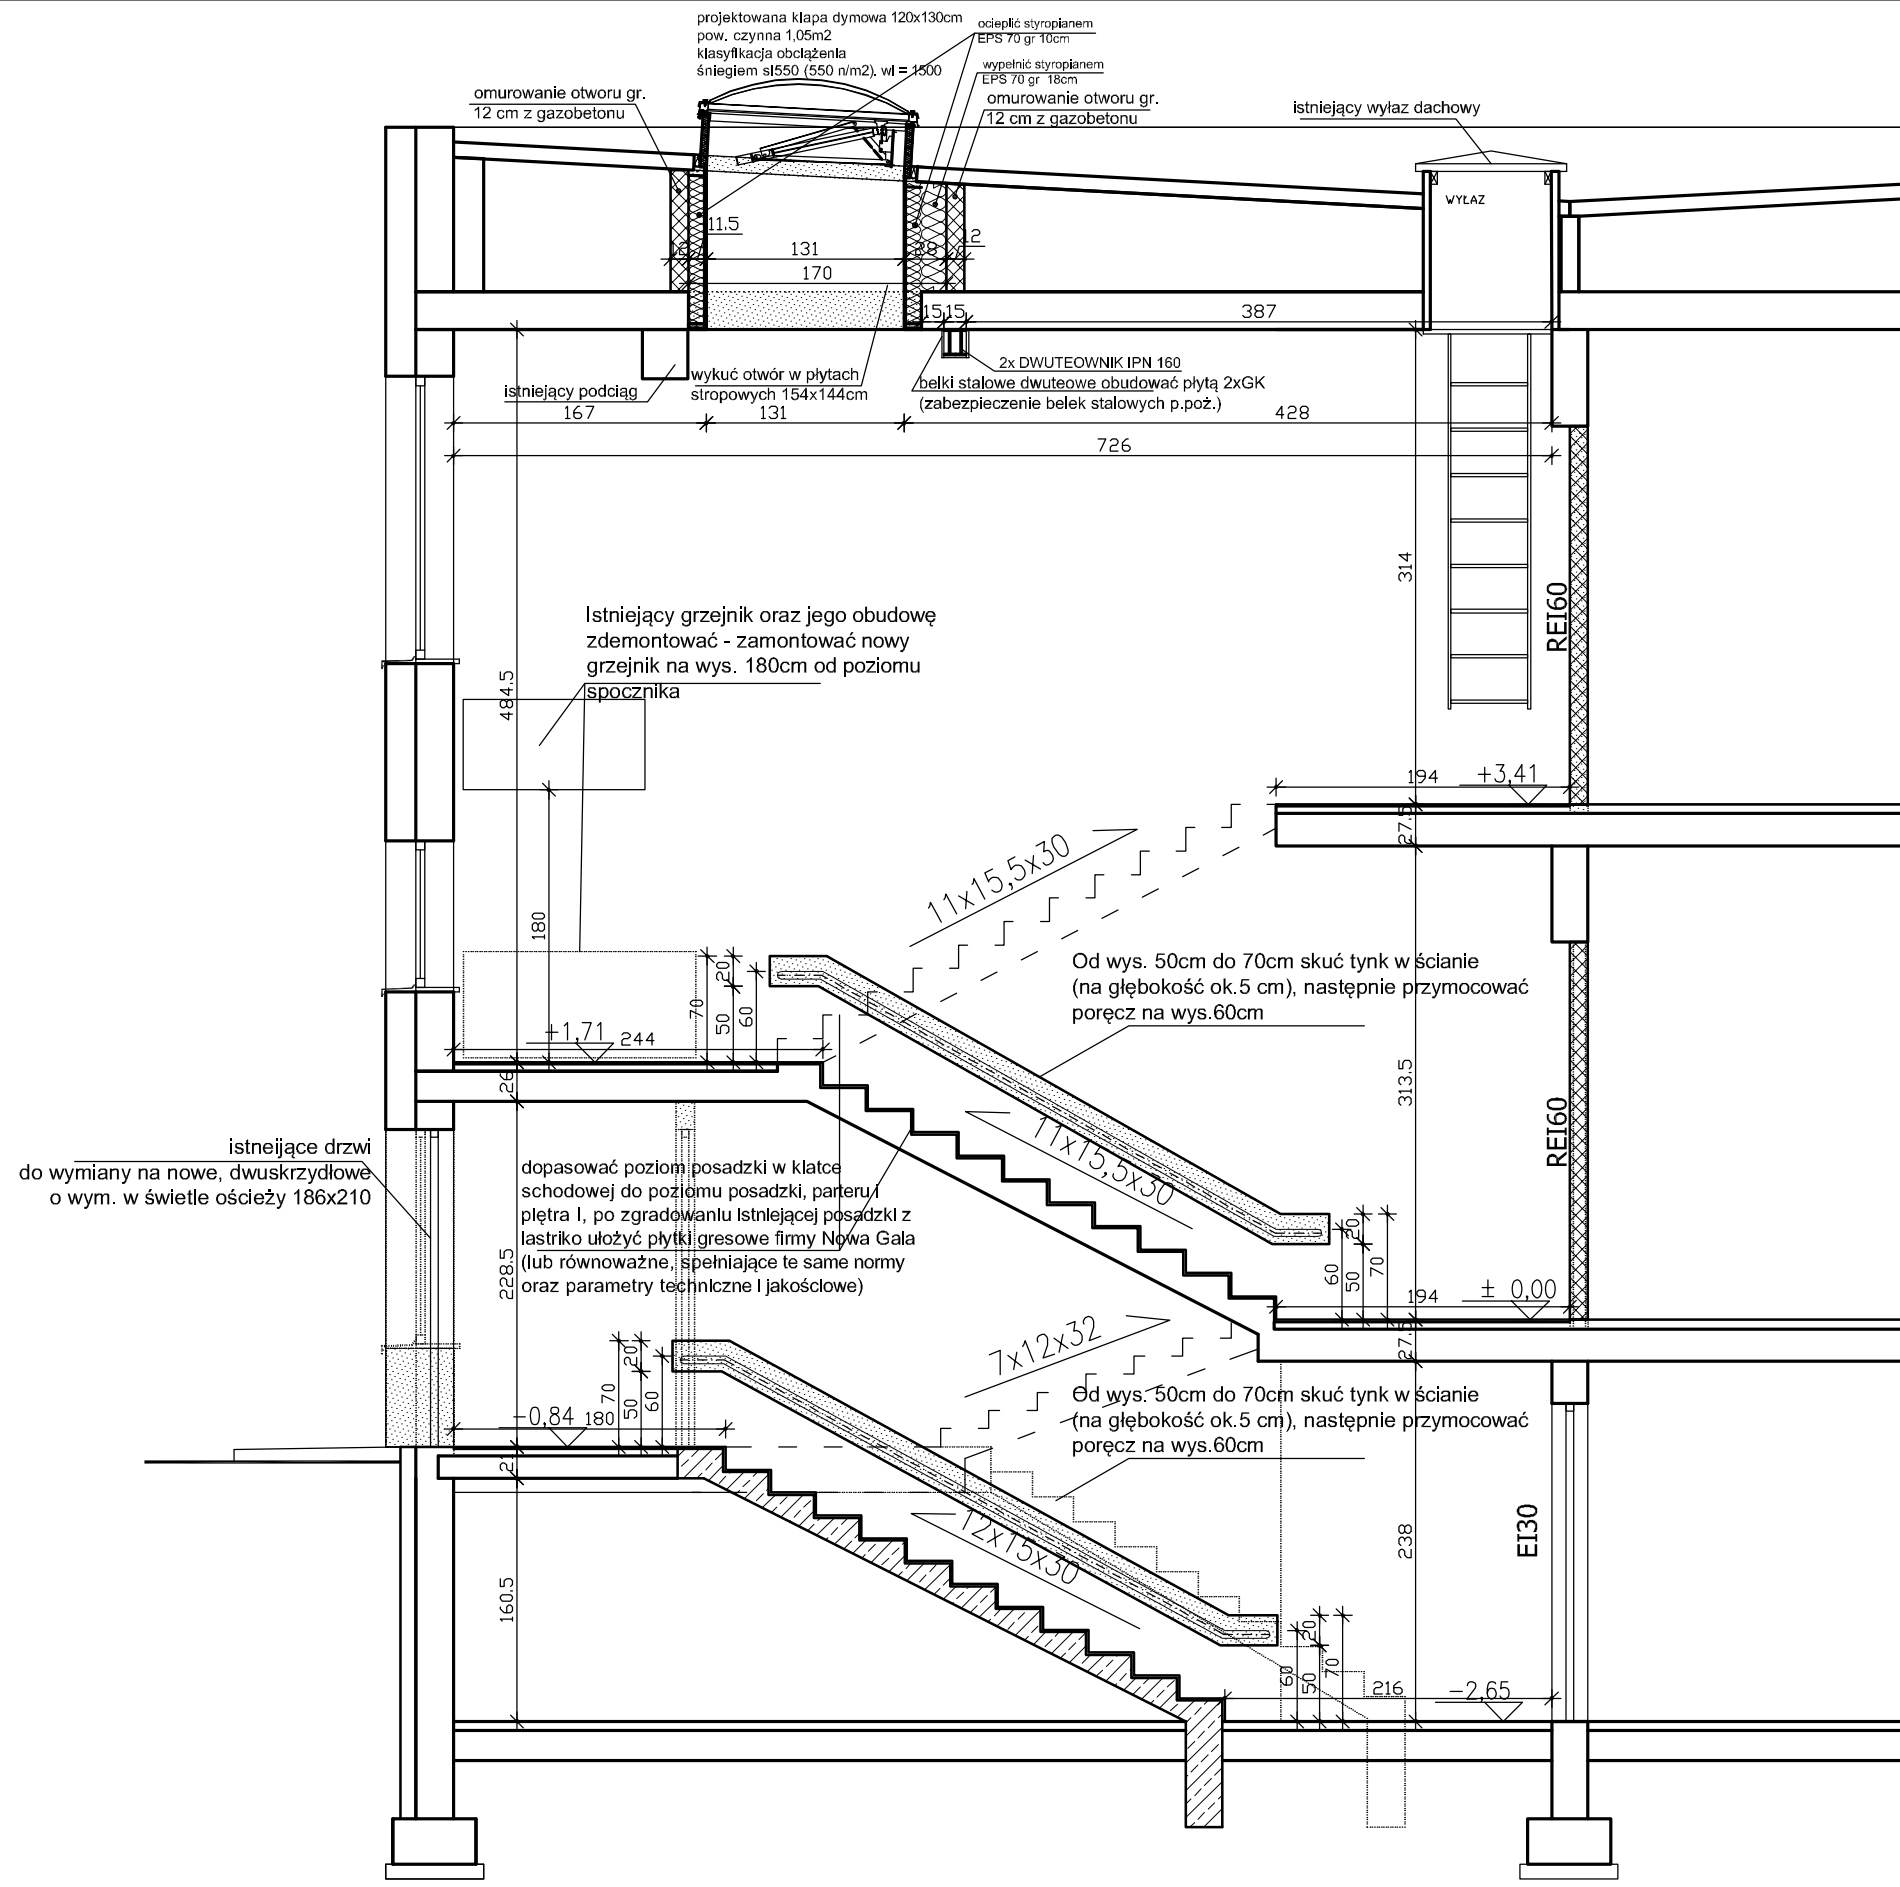 projektowana klapa dymowa 120x130cm
pow. czynna 1,05m2
klasyfikacja obciążenia
śniegiem sl550 (550 n/m2). wl = 1500
ocieplić styropianem
EPS 70 gr 10cm
wypełnić styropianem
EPS 70 gr 18cm
omurowanie otworu gr.
12 cm z gazobetonu
omurowanie otworu gr.
12 cm z gazobetonu
istniejący wyłaz dachowy
WYŁAZ
11.5
12
131
28
12
170
15 15
387
2x DWUTEOWNIK IPN 160
belki stalowe dwuteowe obudować płytą 2xGK
(zabezpieczenie belek stalowych p.poż.)
wykuć otwór w płytach
stropowych 154x144cm
istniejący podciąg
167
131
428
726
314
REI60
Istniejący grzejnik oraz jego obudowę
zdemontować - zamontować nowy
grzejnik na wys. 180cm od poziomu
spocznika
484.5
180
194
+3,41
27.5
11x15,5x30
70
20
50
60
Od wys. 50cm do 70cm skuć tynk w ścianie
(na głębokość ok.5 cm), następnie przymocować
poręcz na wys.60cm
+1,71
244
26
313.5
REI60
11x15,5x30
istneijące drzwi
do wymiany na nowe, dwuskrzydłowe
o wym. w świetle ościeży 186x210
dopasować poziom posadzki w klatce
schodowej do poziomu posadzki, parteru i
piętra I, po zgradowaniu istniejącej posadzki z
lastriko ułożyć płytki gresowe firmy Nowa Gala
(lub równoważne, spełniające te same normy
oraz parametry techniczne i jakościowe)
228.5
60
50
20
70
194
± 0,00
27.5
7x12x32
70
20
50
60
Od wys. 50cm do 70cm skuć tynk w ścianie
(na głębokość ok.5 cm), następnie przymocować
poręcz na wys.60cm
-0,84
180
21
12x15x30
EI30
238
160.5
60
50
20
70
216
-2,65